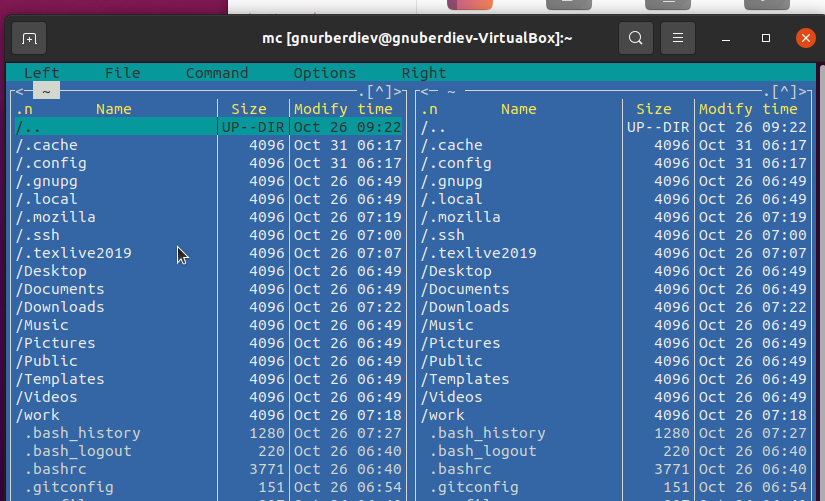 mc [gnurberdiev@gnuberdiev-VirtualBox]:~
Left File Command Options Right
<─ ~ ─.[^]>
.n Name Size Modify time
/.. UP--DIR Oct 26 09:22
/.cache 4096 Oct 31 06:17
/.config 4096 Oct 31 06:17
/.gnupg 4096 Oct 26 06:49
/.local 4096 Oct 26 06:49
/.mozilla 4096 Oct 26 07:19
/.ssh 4096 Oct 26 07:00
/.texlive2019 4096 Oct 26 07:07
/Desktop 4096 Oct 26 06:49
/Documents 4096 Oct 26 06:49
/Downloads 4096 Oct 26 07:22
/Music 4096 Oct 26 06:49
/Pictures 4096 Oct 26 06:49
/Public 4096 Oct 26 06:49
/Templates 4096 Oct 26 06:49
/Videos 4096 Oct 26 06:49
/work 4096 Oct 26 07:18
.bash_history 1280 Oct 26 07:27
.bash_logout 220 Oct 26 06:40
.bashrc 3771 Oct 26 06:40
.gitconfig 151 Oct 26 06:54
<─ ~ ─.[^]>
.n Name Size Modify time
/.. UP--DIR Oct 26 09:22
/.cache 4096 Oct 31 06:17
/.config 4096 Oct 31 06:17
/.gnupg 4096 Oct 26 06:49
/.local 4096 Oct 26 06:49
/.mozilla 4096 Oct 26 07:19
/.ssh 4096 Oct 26 07:00
/.texlive2019 4096 Oct 26 07:07
/Desktop 4096 Oct 26 06:49
/Documents 4096 Oct 26 06:49
/Downloads 4096 Oct 26 07:22
/Music 4096 Oct 26 06:49
/Pictures 4096 Oct 26 06:49
/Public 4096 Oct 26 06:49
/Templates 4096 Oct 26 06:49
/Videos 4096 Oct 26 06:49
/work 4096 Oct 26 07:18
.bash_history 1280 Oct 26 07:27
.bash_logout 220 Oct 26 06:40
.bashrc 3771 Oct 26 06:40
.gitconfig 151 Oct 26 06:54